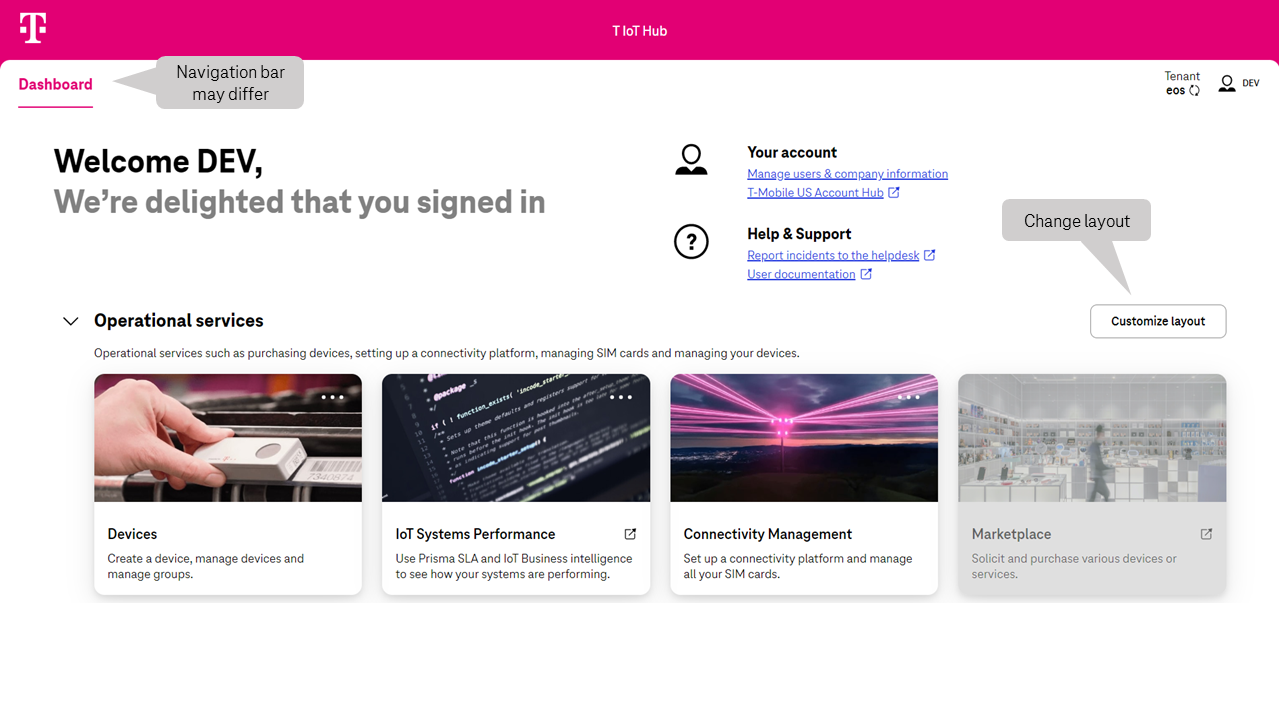 T IoT Hub
Dashboard
Navigation bar
may differ
Tenant
eos
DEV
Welcome DEV,
We're delighted that you signed in
Your account
Manage users & company information
T-Mobile US Account Hub
Help & Support
Report incidents to the helpdesk
User documentation
Change layout
Operational services
Customize layout
Operational services such as purchasing devices, setting up a connectivity platform, managing SIM cards and managing your devices.
Devices
Create a device, manage devices and
manage groups.
IoT Systems Performance
Use Prisma SLA and IoT Business intelligence
to see how your systems are performing.
Connectivity Management
Set up a connectivity platform and manage
all your SIM cards.
Marketplace
Solicit and purchase various devices or
services.